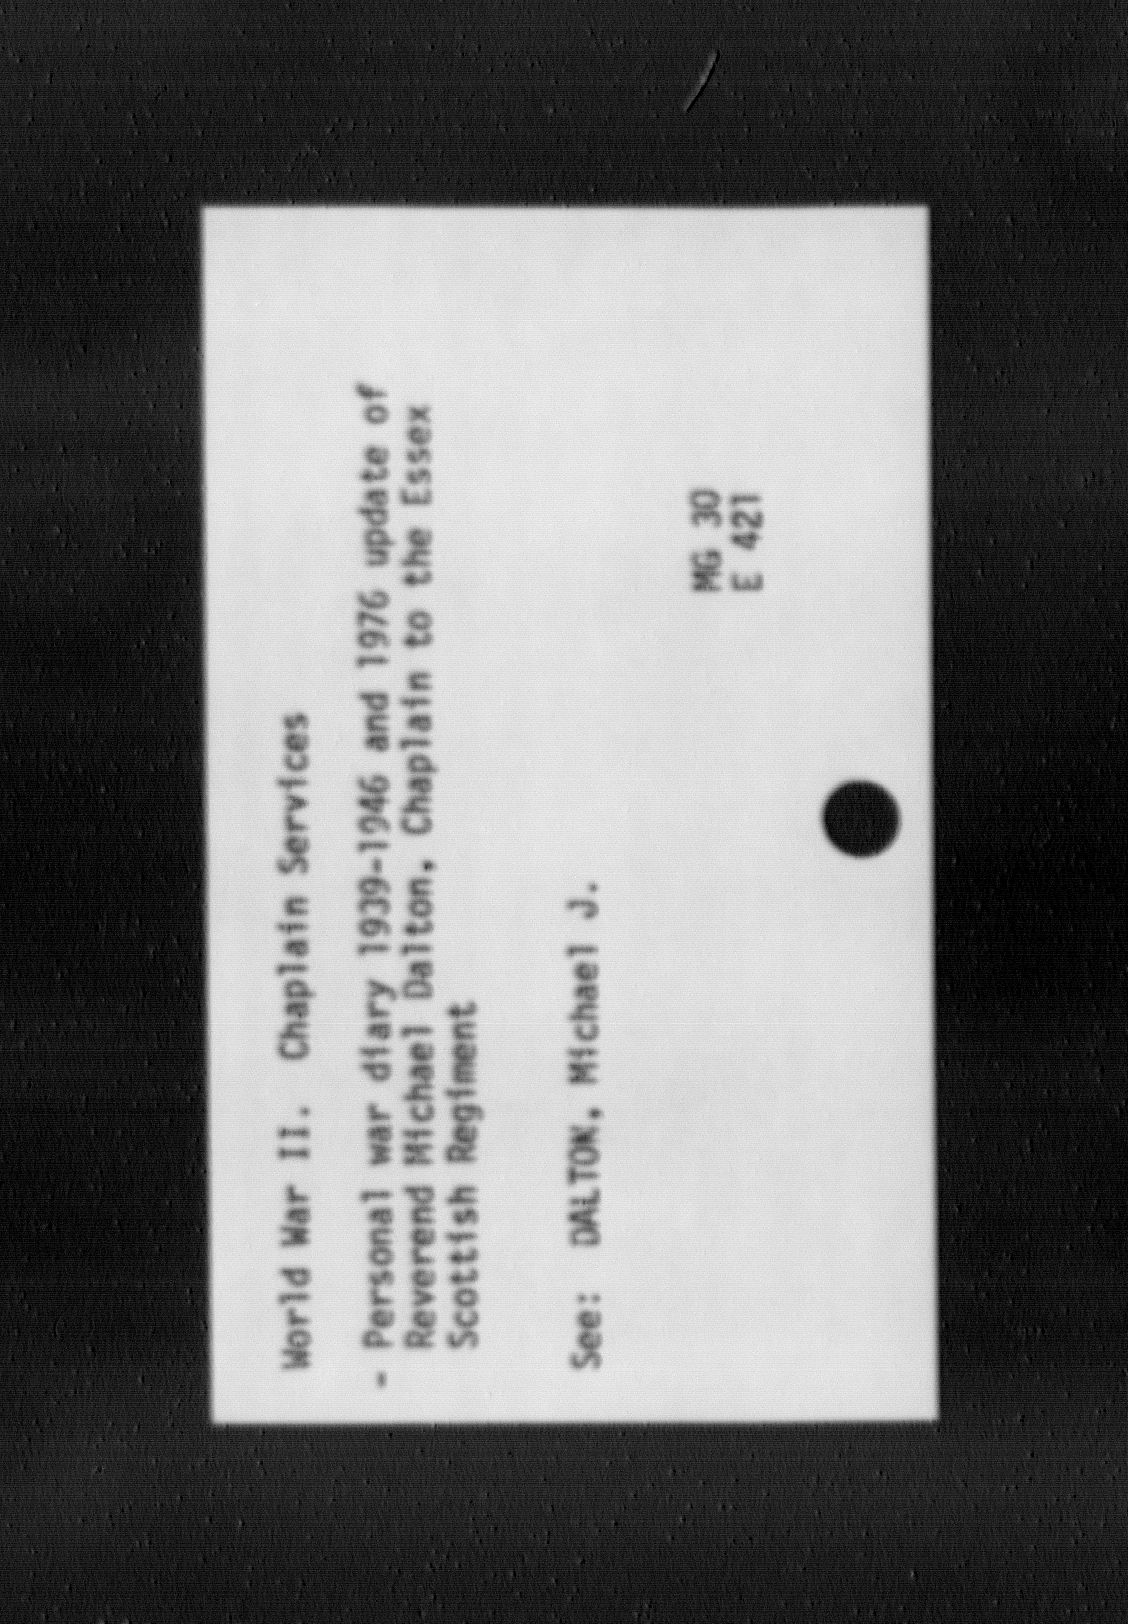 World War II.  Chaplain Services
- Personal war diary 1939-1946 and 1976 update of
Reverend Michael Dalton, Chaplain to the Essex
Scottish Regiment
See:  DALTON, Michael J.
MG 30
E 421